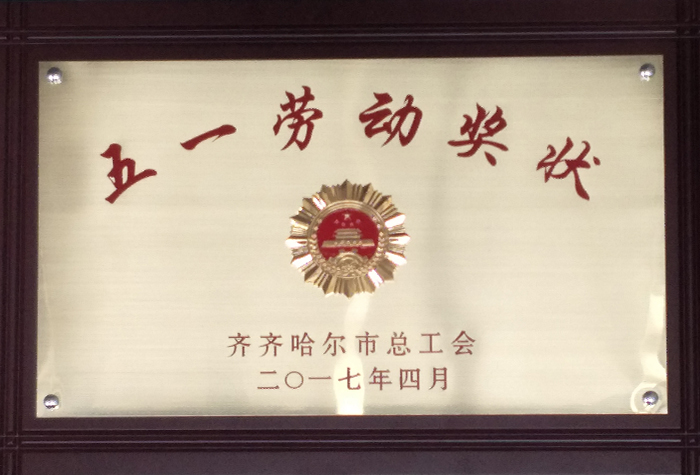 五一劳动奖状
齐齐哈尔市总工会
二〇一七年四月